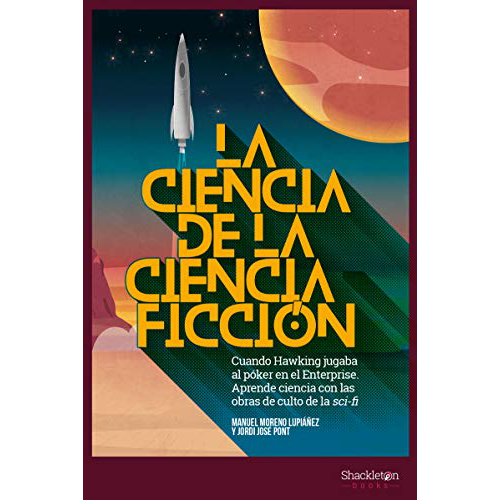 LA
CIENCIA
DE LA
CIENCIA
FICCIÓN
Cuando Hawking jugaba
al póker en el Enterprise.
Aprende ciencia con las
obras de culto de la sci-fi
MANUEL MORENO LUPIÁÑEZ
Y JORDI JOSÉ PONT
Shackleton
BOOKS